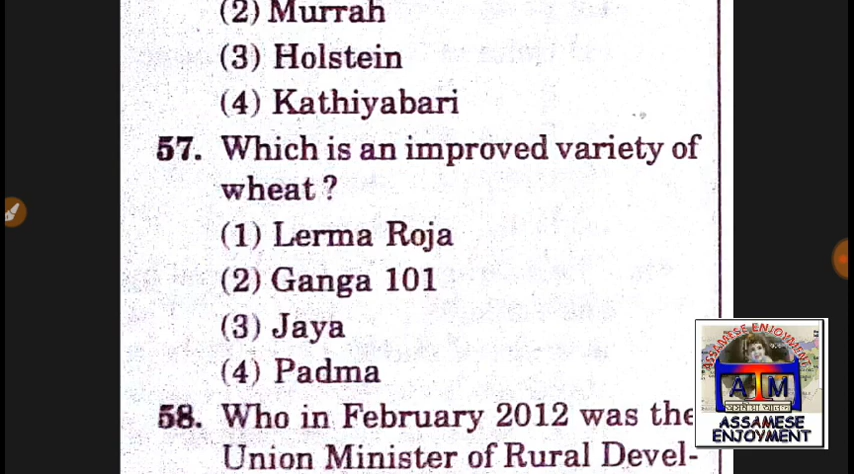 (2) Murrah
(3) Holstein
(4) Kathiyabari
57. Which is an improved variety of
wheat ?
(1) Lerma Roja
(2) Ganga 101
(3) Jaya
(4) Padma
58. Who in February 2012 was the
Union Minister of Rural Devel-
ASSAMESE ENJOYMENT
ATM
ASSAMESE
ENJOYMENT